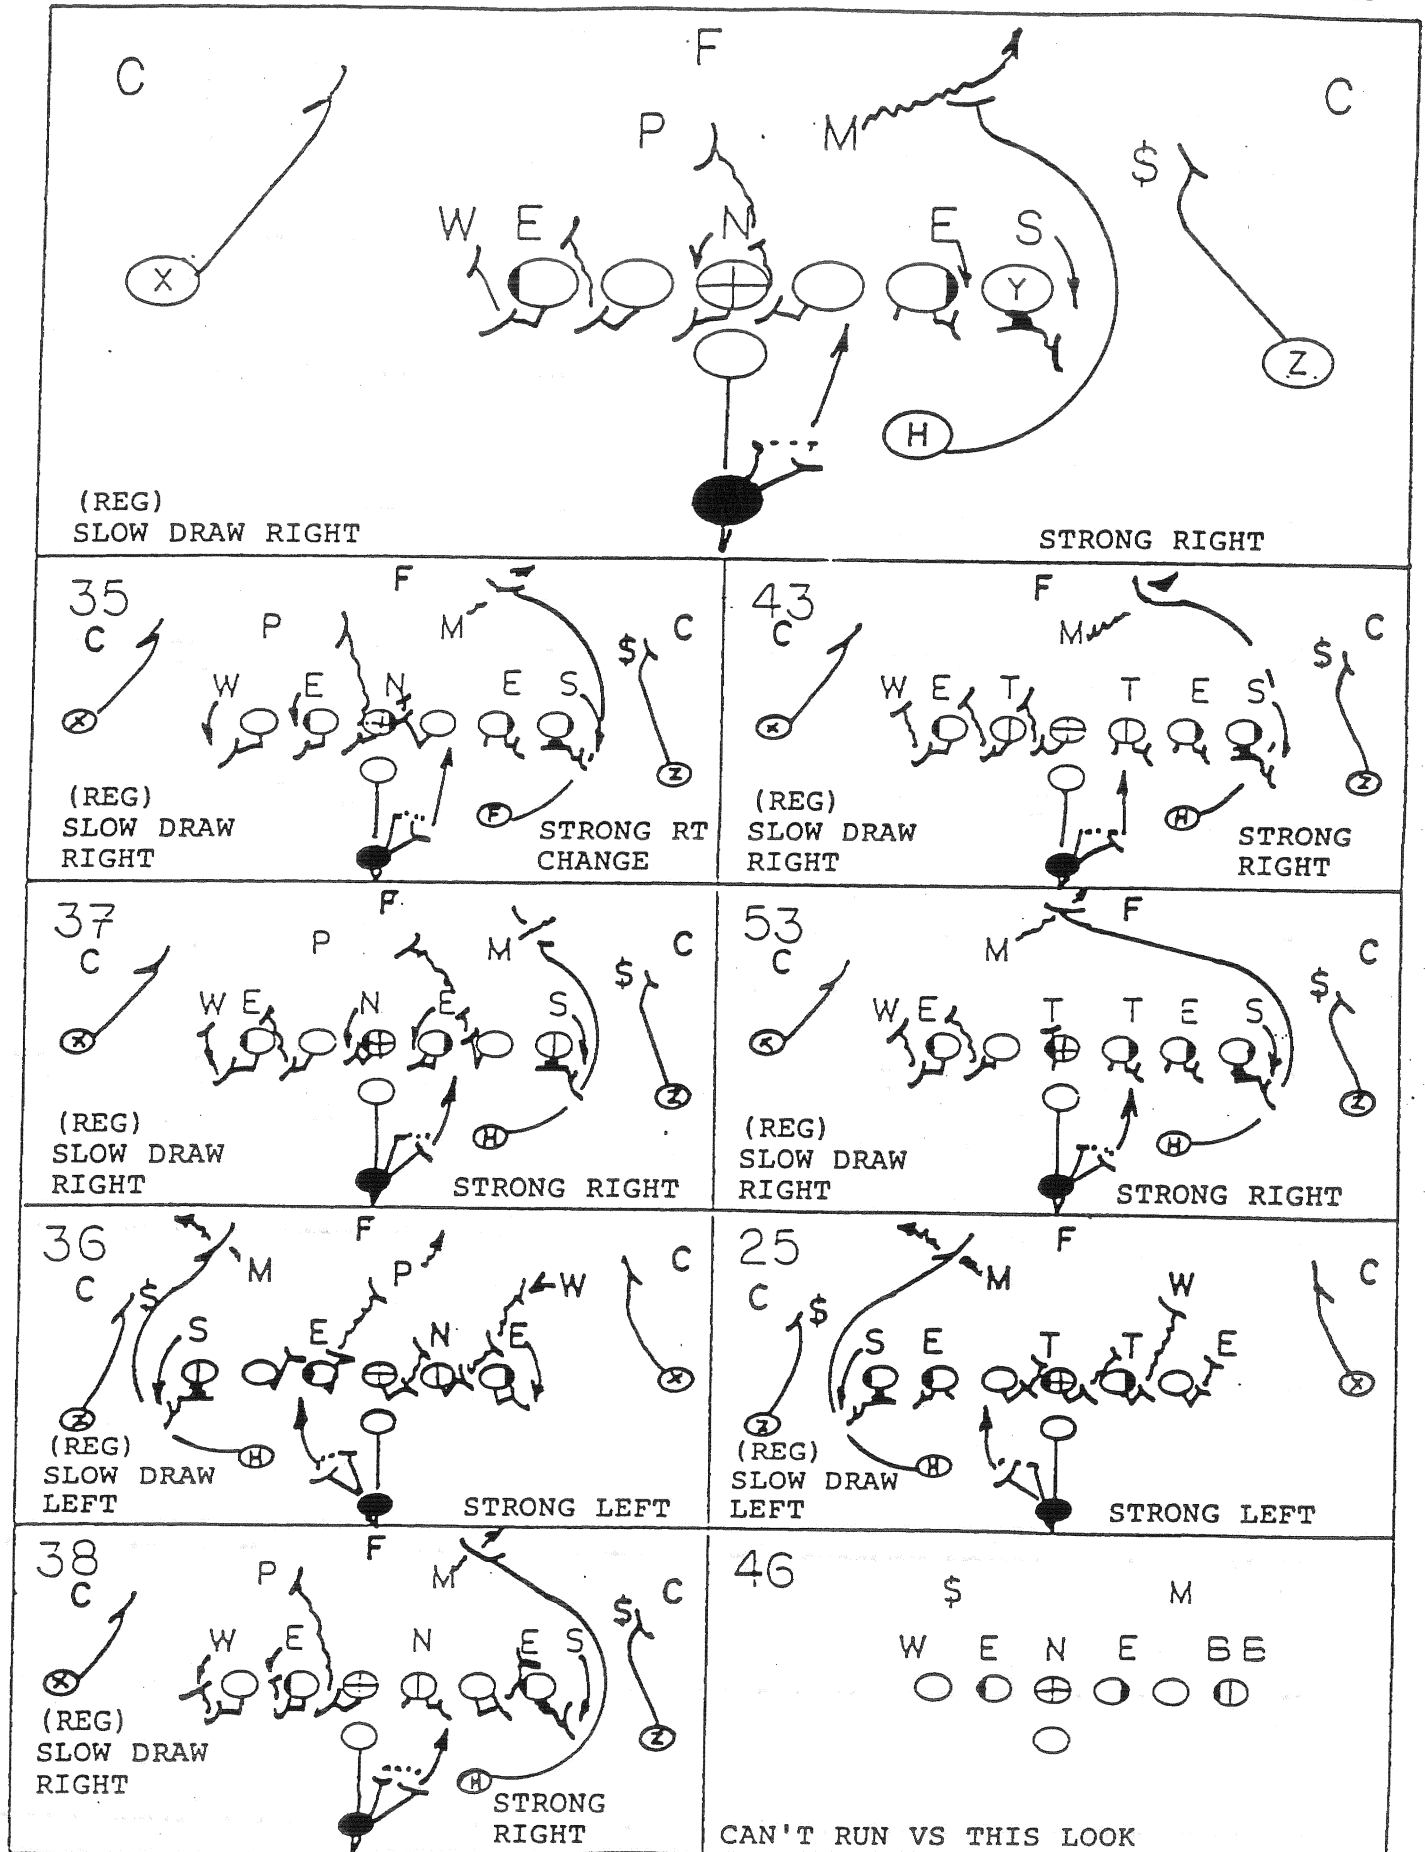 F
C
C
P
M
$
W E N E S
X
Y
Z
H
(REG)
SLOW DRAW RIGHT
STRONG RIGHT
35
F
C
P
M
$
C
W E N E S
X
Z
F
(REG)
SLOW DRAW
RIGHT
STRONG RT
CHANGE
43
F
C
M
$
C
W E T T E S
X
Z
H
(REG)
SLOW DRAW
RIGHT
STRONG
RIGHT
37
F
C
P
M
$
C
W E N E S
X
Z
H
(REG)
SLOW DRAW
RIGHT
STRONG RIGHT
53
F
C
M
$
C
W E T T E S
X
Z
H
(REG)
SLOW DRAW
RIGHT
STRONG RIGHT
36
F
C
$
M
P
W
C
S E N E
X
Z
H
(REG)
SLOW DRAW
LEFT
STRONG LEFT
25
F
C
$
M
W
C
S E T T E
X
Z
H
(REG)
SLOW DRAW
LEFT
STRONG LEFT
38
F
C
P
M
$
C
W E N E S
X
Z
H
(REG)
SLOW DRAW
RIGHT
STRONG
RIGHT
46
$ M
W E N E B B
CAN'T RUN VS THIS LOOK